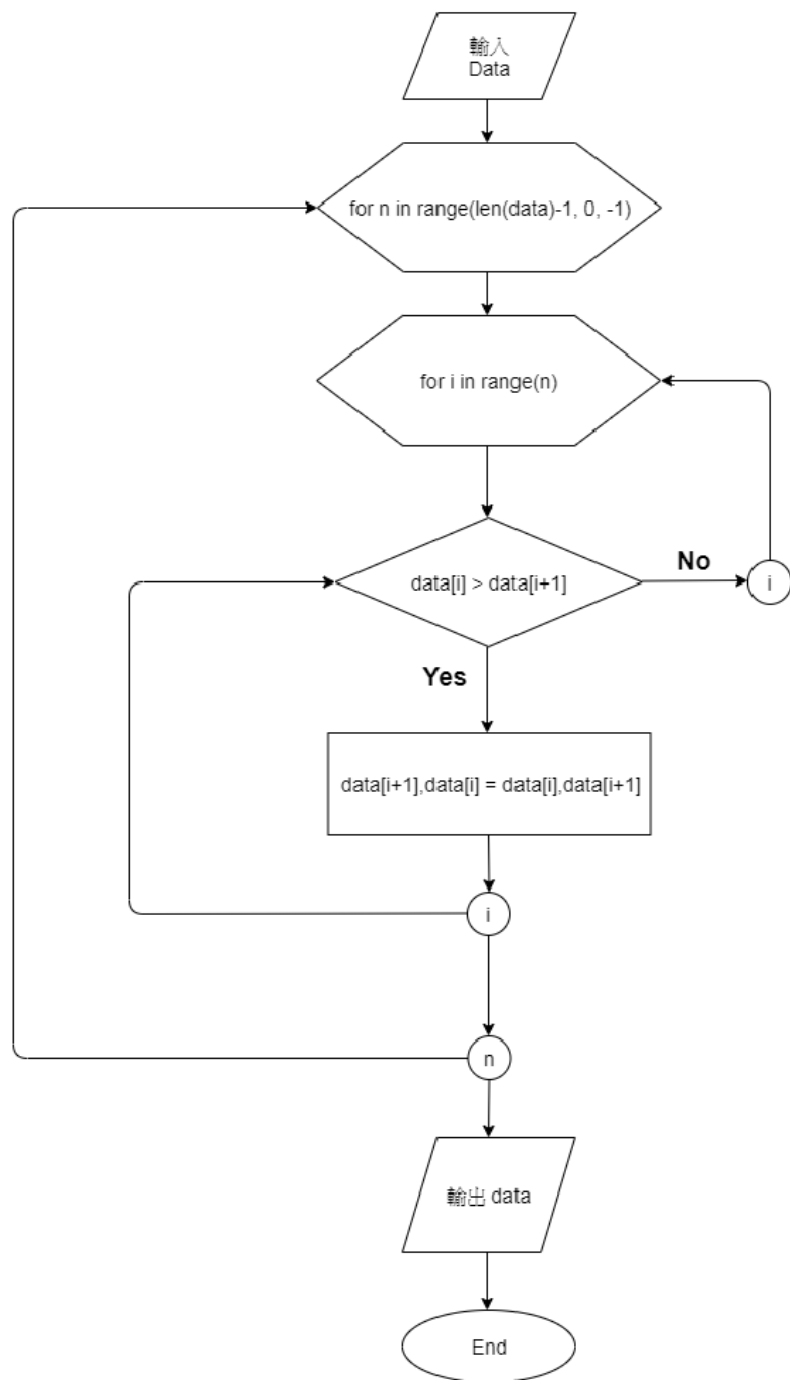 輸入
Data
for n in range(len(data)-1, 0, -1)
for i in range(n)
data[i] > data[i+1]
No
i
Yes
data[i+1],data[i] = data[i],data[i+1]
i
n
輸出 data
End